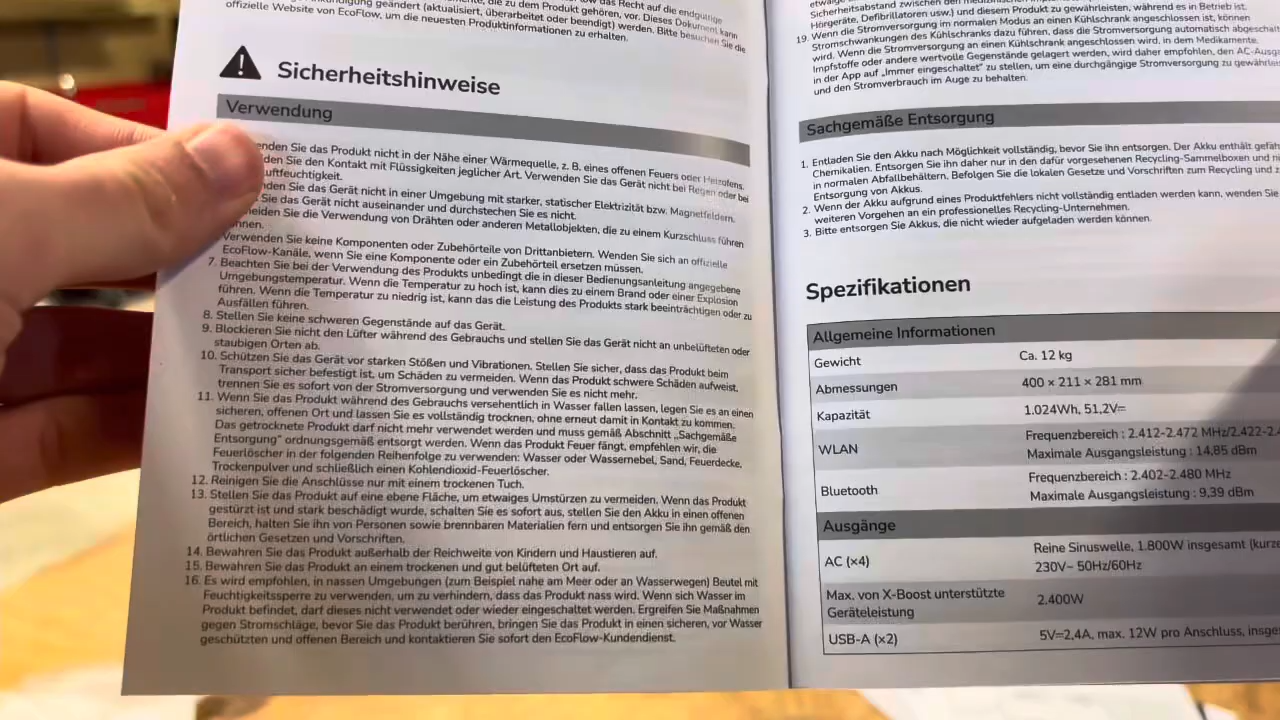 die zu dem Produkt gehören, vor. Dieses Dokument kann
geändert (aktualisiert, überarbeitet oder beendigt) werden. Bitte besuchen Sie die
offizielle Website von EcoFlow, um die neuesten Produktinformationen zu erhalten.
Sicherheitshinweise
Verwendung
Sie das Produkt nicht in der Nähe einer Wärmequelle, z. B. eines offenen Feuers oder Heizofens.
Sie den Kontakt mit Flüssigkeiten jeglicher Art. Verwenden Sie das Gerät nicht bei Regen oder bei
Sie das Gerät nicht in einer Umgebung mit starker, statischer Elektrizität bzw. Magnetfeldern.
Sie das Gerät nicht auseinander und durchstechen Sie es nicht.
Sie die Verwendung von Drähten oder anderen Metallobjekten, die zu einem Kurzschluss führen
Verwenden Sie keine Komponenten oder Zubehörteile von Drittanbietern. Wenden Sie sich an offizielle
EcoFlow-Kanäle, wenn Sie eine Komponente oder ein Zubehörteil ersetzen müssen.
7. Beachten Sie bei der Verwendung des Produkts unbedingt die in dieser Bedienungsanleitung angegebene
Umgebungstemperatur. Wenn die Temperatur zu hoch ist, kann dies zu einem Brand oder einer Explosion
führen. Wenn die Temperatur zu niedrig ist, kann das die Leistung des Produkts stark beeinträchtigen oder zu
Ausfällen führen.
8. Stellen Sie keine schweren Gegenstände auf das Gerät.
9. Blockieren Sie nicht den Lüfter während des Gebrauchs und stellen Sie das Gerät nicht an unbelüfteten oder
staubigen Orten ab.
10. Schützen Sie das Gerät vor starken Stößen und Vibrationen. Stellen Sie sicher, dass das Produkt beim
Transport sicher befestigt ist, um Schäden zu vermeiden. Wenn das Produkt schwere Schäden aufweist,
trennen Sie es sofort von der Stromversorgung und verwenden Sie es nicht mehr.
11. Wenn Sie das Produkt während des Gebrauchs versehentlich in Wasser fallen lassen, legen Sie es an einen
sicheren, offenen Ort und lassen Sie es vollständig trocknen, ohne erneut damit in Kontakt zu kommen.
Das getrocknete Produkt darf nicht mehr verwendet werden und muss gemäß Abschnitt „Sachgemäße
Entsorgung“ ordnungsgemäß entsorgt werden. Wenn das Produkt Feuer fängt, empfehlen wir, die
Feuerlöscher in der folgenden Reihenfolge zu verwenden: Wasser oder Wassernebel, Sand, Feuerdecke,
Trockenpulver und schließlich einen Kohlendioxid-Feuerlöscher.
12. Reinigen Sie die Anschlüsse nur mit einem trockenen Tuch.
13. Stellen Sie das Produkt auf eine ebene Fläche, um etwaiges Umstürzen zu vermeiden. Wenn das Produkt
gestürzt ist und stark beschädigt wurde, schalten Sie es sofort aus, stellen Sie den Akku in einen offenen
Bereich, halten Sie ihn von Personen sowie brennbaren Materialien fern und entsorgen Sie ihn gemäß den
örtlichen Gesetzen und Vorschriften.
14. Bewahren Sie das Produkt außerhalb der Reichweite von Kindern und Haustieren auf.
15. Bewahren Sie das Produkt an einem trockenen und gut belüfteten Ort auf.
16. Es wird empfohlen, in nassen Umgebungen (zum Beispiel nahe am Meer oder an Wasserwegen) Beutel mit
Feuchtigkeitssperre zu verwenden, um zu verhindern, dass das Produkt nass wird. Wenn sich Wasser im
Produkt befindet, darf dieses nicht verwendet oder wieder eingeschaltet werden. Ergreifen Sie Maßnahmen
gegen Stromschläge, bevor Sie das Produkt berühren, bringen Sie das Produkt in einen sicheren, vor Wasser
geschützten und offenen Bereich und kontaktieren Sie sofort den EcoFlow-Kundendienst.
Sicherheitsabstand zwischen den
Hörgeräte, Defibrillatoren usw.) und diesem Produkt zu gewährleisten, während es in Betrieb ist.
19. Wenn die Stromversorgung im normalen Modus an einen Kühlschrank angeschlossen ist, können
Stromschwankungen des Kühlschranks dazu führen, dass die Stromversorgung automatisch
wird. Wenn die Stromversorgung an einen Kühlschrank angeschlossen wird, in dem Medikamente,
Impfstoffe oder andere wertvolle Gegenstände gelagert werden, wird daher empfohlen, den
in der App auf „Immer eingeschaltet“ zu stellen, um eine durchgängige Stromversorgung zu
und den Stromverbrauch im Auge zu behalten.
Sachgemäße Entsorgung
1. Entladen Sie den Akku nach Möglichkeit vollständig, bevor Sie ihn entsorgen. Der Akku enthält
Chemikalien. Entsorgen Sie ihn daher nur in den dafür vorgesehenen Recycling-Sammelboxen und
in normalen Abfallbehältern. Befolgen Sie die lokalen Gesetze und Vorschriften zum Recycling und
Entsorgung von Akkus.
2. Wenn der Akku aufgrund eines Produktfehlers nicht vollständig entladen werden kann, wenden Sie
weiteren Vorgehen an ein professionelles Recycling-Unternehmen.
3. Bitte entsorgen Sie Akkus, die nicht wieder aufgeladen werden können.
Spezifikationen
Allgemeine Informationen
Gewicht Ca. 12 kg
Abmessungen 400 × 211 × 281 mm
Kapazität 1.024Wh, 51,2V⎓
WLAN Frequenzbereich : 2.412-2.472 MHz/2.422-2.4
Maximale Ausgangsleistung : 14,85 dBm
Bluetooth Frequenzbereich : 2.402-2.480 MHz
Maximale Ausgangsleistung : 9,39 dBm
Ausgänge
AC (×4) Reine Sinuswelle, 1.800W insgesamt
230V~ 50Hz/60Hz
Max. von X-Boost unterstützte
Geräteleistung 2.400W
USB-A (×2) 5V⎓2,4A, max. 12W pro Anschluss,